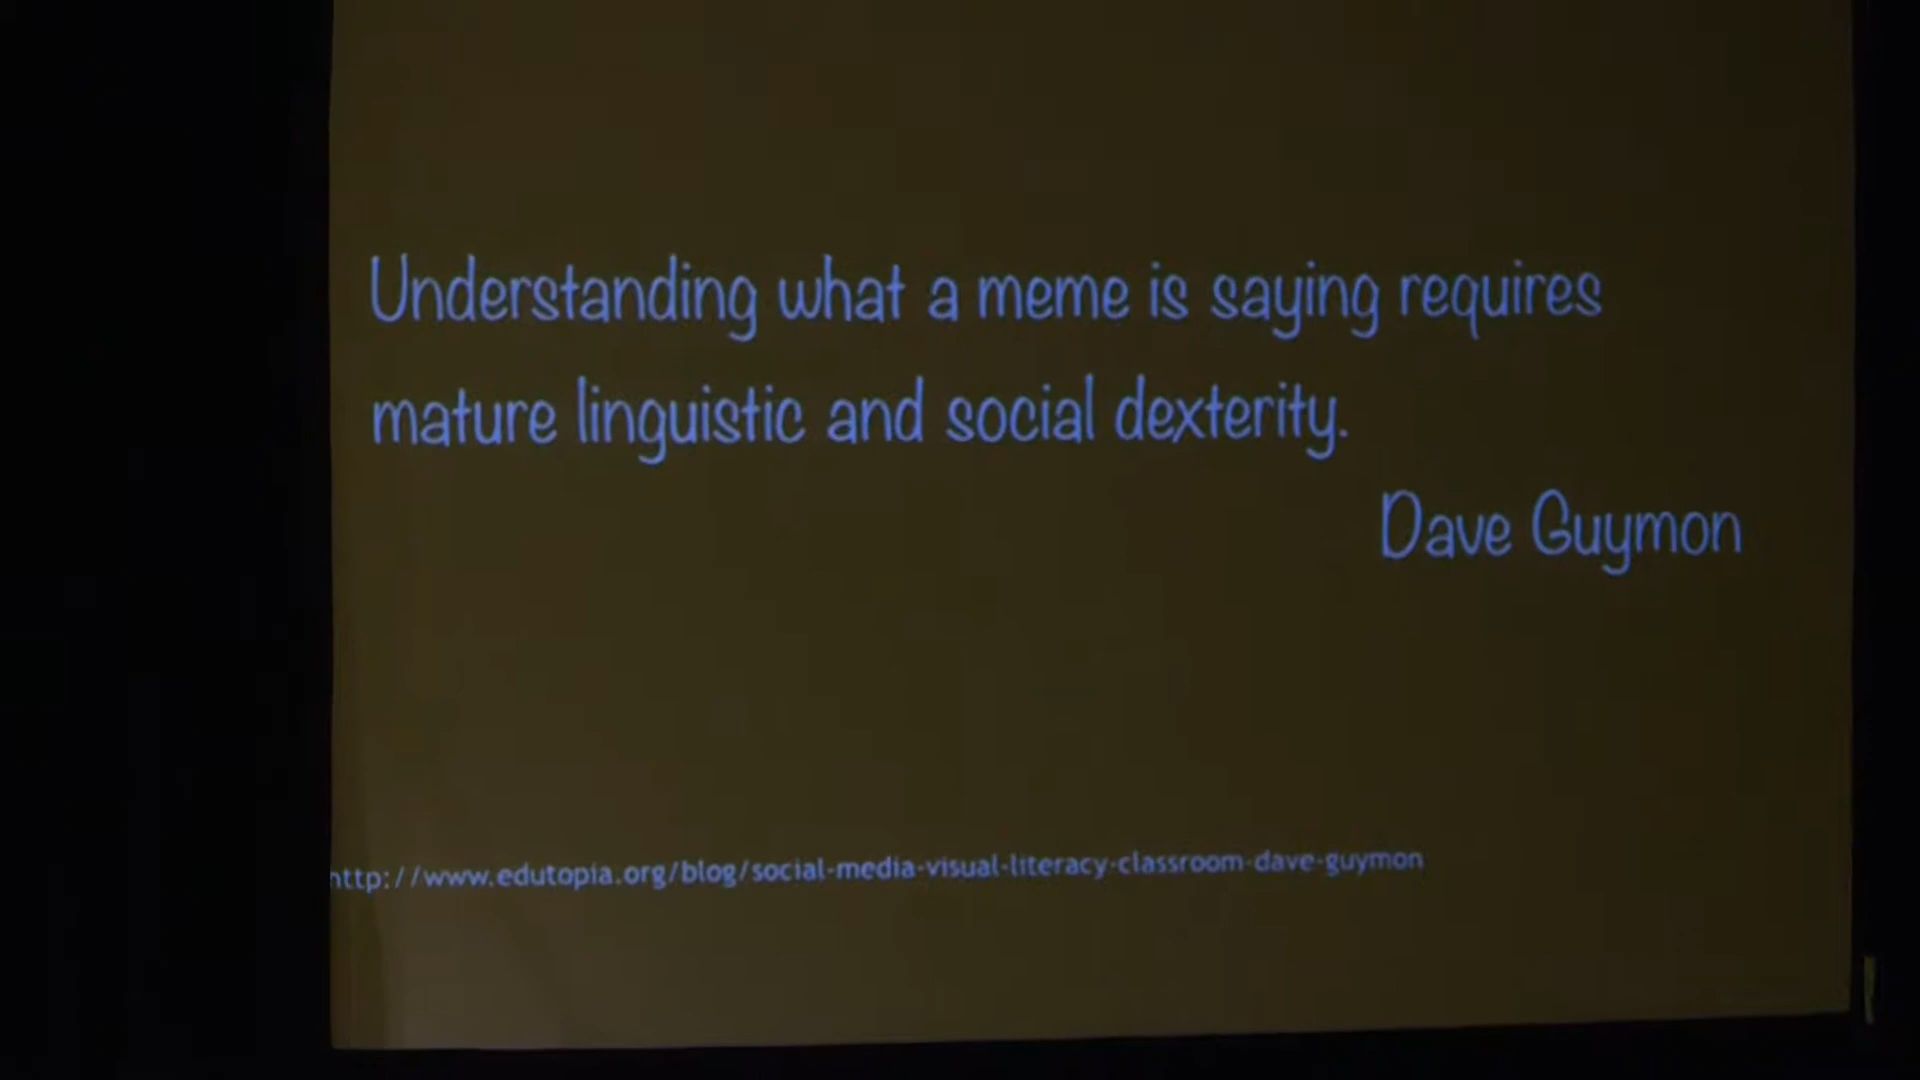 Understanding what a meme is saying requires
mature linguistic and social dexterity.
Dave Guymon
http://www.edutopia.org/blog/social-media-visual-literacy-classroom-dave-guymon